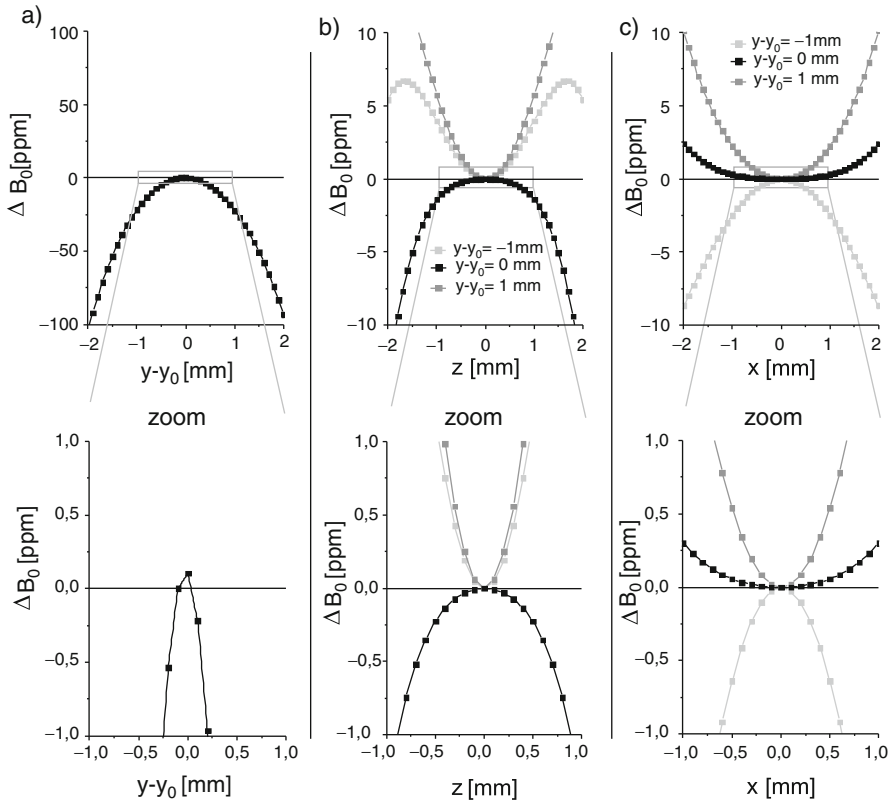 a)
100
50
0
−50
−100
Δ B0[ppm]
−2 −1 0 1 2
y-y0 [mm]
zoom
1,0
0,5
0,0
−0,5
−1,0
Δ B0 [ppm]
−1,0 −0,5 0,0 0,5 1,0
y-y0 [mm]
b)
10
5
0
−5
−10
Δ B0 [ppm]
y-y0= −1mm
y-y0= 0 mm
y-y0= 1 mm
−2 −1 0 1 2
z [mm]
zoom
1,0
0,5
0,0
−0,5
−1,0
Δ B0 [ppm]
−1,0 −0,5 0,0 0,5 1,0
z [mm]
c)
10
5
0
−5
−10
ΔB0 [ppm]
y-y0= −1mm
y-y0= 0 mm
y-y0= 1 mm
−2 −1 0 1 2
x [mm]
zoom
1,0
0,5
0,0
−0,5
−1,0
Δ B0 [ppm]
−1,0 −0,5 0,0 0,5 1,0
x [mm]